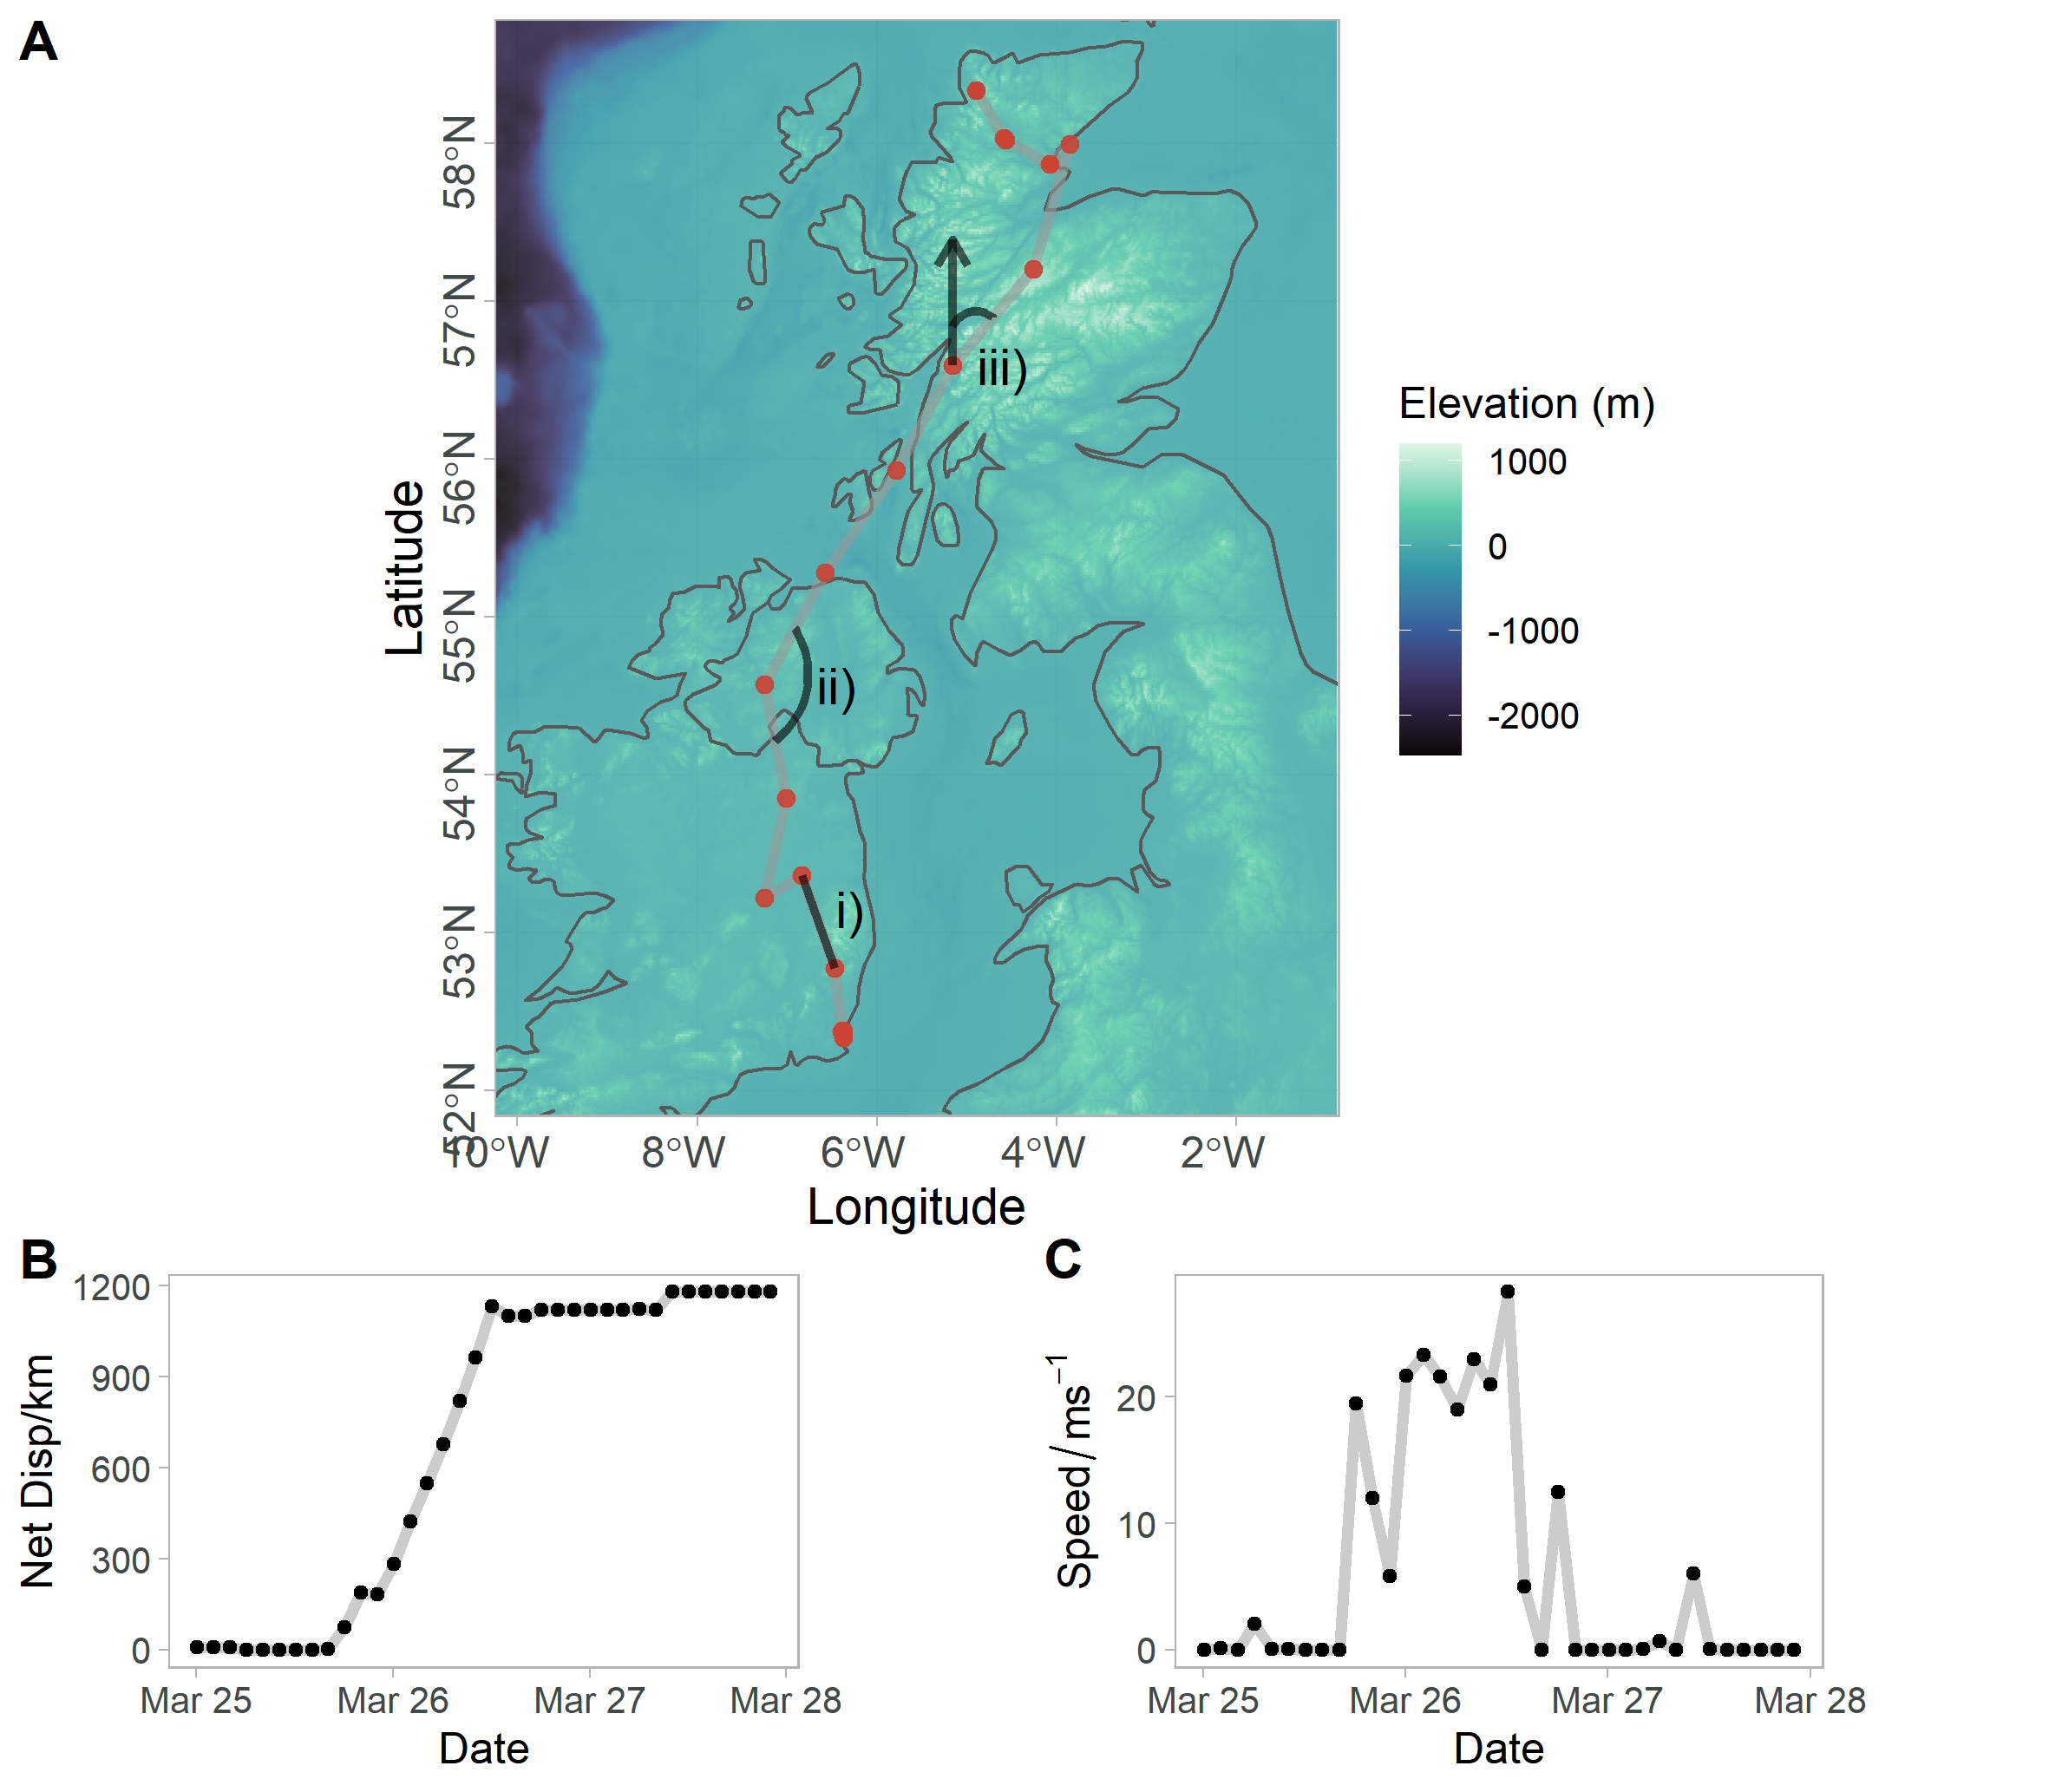 A
58°N
57°N
56°N
55°N
54°N
53°N
52°N
Latitude
iii)
ii)
i)
10°W
8°W
6°W
4°W
2°W
Longitude
Elevation (m)
1000
0
-1000
-2000
B
1200
900
600
300
0
Net Disp/km
Mar 25
Mar 26
Mar 27
Mar 28
Date
C
20
10
0
Speed/ms⁻¹
Mar 25
Mar 26
Mar 27
Mar 28
Date